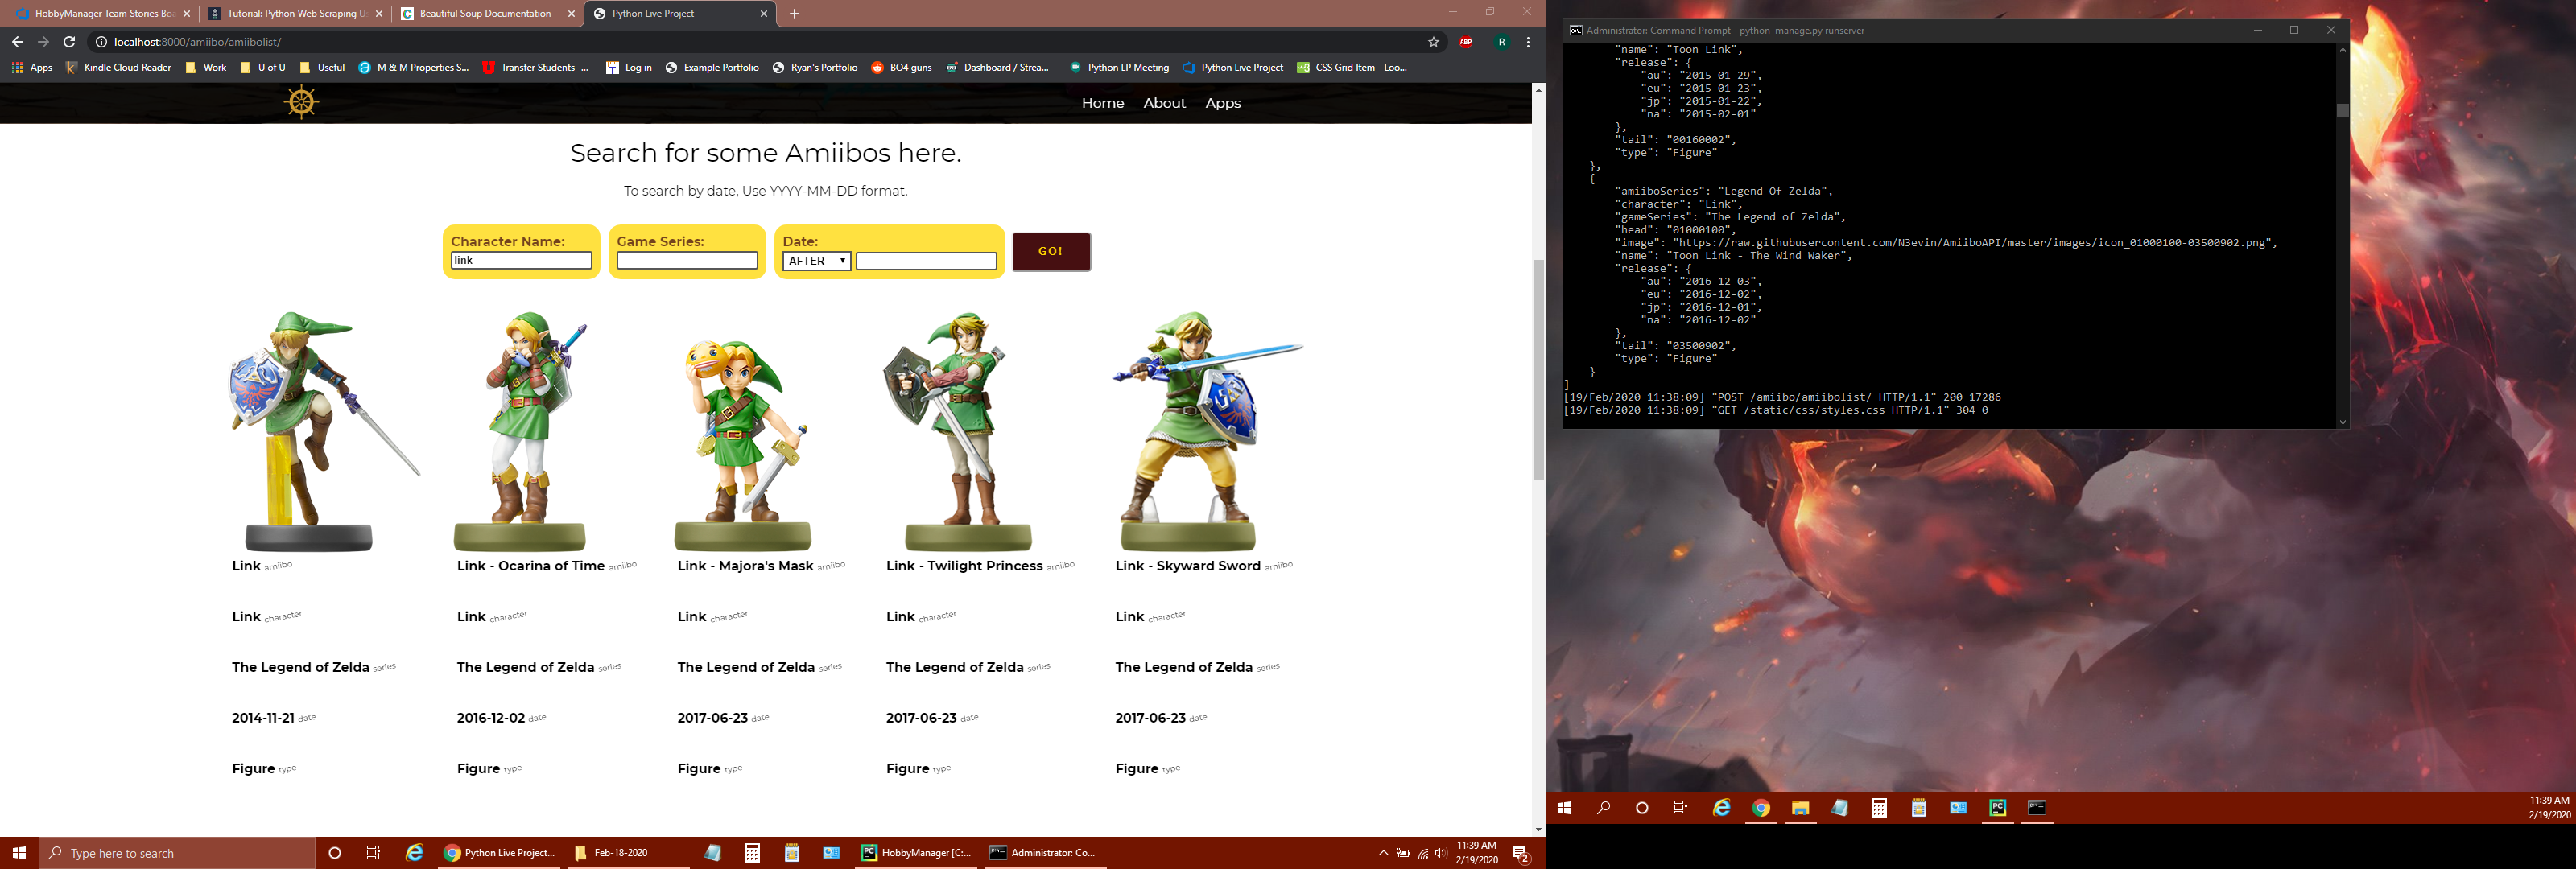 HobbyManager Team Stories Boa
Tutorial: Python Web Scraping U
Beautiful Soup Documentation —
Python Live Project
localhost:8000/amiibo/amiibolist/
ABP
R
Apps
Kindle Cloud Reader
Work
U of U
Useful
M & M Properties S...
Transfer Students -...
Log in
Example Portfolio
Ryan's Portfolio
BO4 guns
Dashboard / Strea...
Python LP Meeting
Python Live Project
CSS Grid Item - Loo...
Home About Apps
Search for some Amiibos here.
To search by date, Use YYYY-MM-DD format.
Character Name: Game Series: Date:
link AFTER GO!
Link amiibo Link - Ocarina of Time amiibo Link - Majora's Mask amiibo Link - Twilight Princess amiibo Link - Skyward Sword amiibo
Link character Link character Link character Link character Link character
The Legend of Zelda series The Legend of Zelda series The Legend of Zelda series The Legend of Zelda series The Legend of Zelda series
2014-11-21 date 2016-12-02 date 2017-06-23 date 2017-06-23 date 2017-06-23 date
Figure type Figure type Figure type Figure type Figure type
Type here to search
Python Live Project...
Feb-18-2020
HobbyManager [C:...
Administrator: Co...
11:39 AM
2/19/2020
2
Administrator: Command Prompt - python manage.py runserver
"name": "Toon Link",
"release": {
"au": "2015-01-29",
"eu": "2015-01-23",
"jp": "2015-01-22",
"na": "2015-02-01"
},
"tail": "00160002",
"type": "Figure"
},
{
"amiiboSeries": "Legend Of Zelda",
"character": "Link",
"gameSeries": "The Legend of Zelda",
"head": "01000100",
"image": "https://raw.githubusercontent.com/N3evin/AmiiboAPI/master/images/icon_01000100-03500902.png",
"name": "Toon Link - The Wind Waker",
"release": {
"au": "2016-12-03",
"eu": "2016-12-02",
"jp": "2016-12-01",
"na": "2016-12-02"
},
"tail": "03500902",
"type": "Figure"
}
]
[19/Feb/2020 11:38:09] "POST /amiibo/amiibolist/ HTTP/1.1" 200 17286
[19/Feb/2020 11:38:09] "GET /static/css/styles.css HTTP/1.1" 304 0
11:39 AM
2/19/2020